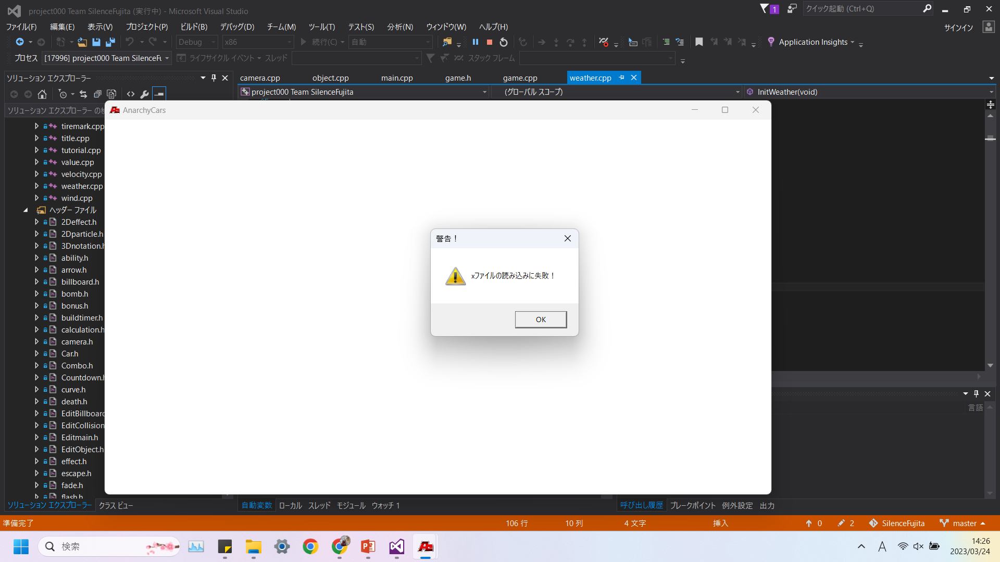 project000 Team SilenceFujita (実行中) - Microsoft Visual Studio
1
クイック起動 (Ctrl+Q)
ファイル(F) 編集(E) 表示(V) プロジェクト(P) ビルド(B) デバッグ(D) チーム(M) ツール(T) テスト(S) 分析(N) ウィンドウ(W) ヘルプ(H)
サインイン
Debug x86 続行(C) 自動 Application Insights
プロセス [17996] project000 Team SilenceFu ライフサイクル イベント スレッド スタック フレーム
ソリューション エクスプローラー
camera.cpp object.cpp main.cpp game.h game.cpp weather.cpp
project000 Team SilenceFujita (グローバル スコープ) InitWeather(void)
ソリューション エクスプローラー の検
AnarchyCars
tiremark.cpp
title.cpp
tutorial.cpp
value.cpp
velocity.cpp
weather.cpp
wind.cpp
ヘッダー ファイル
2Deffect.h
2Dparticle.h
3Dnotation.h
ability.h
arrow.h
billboard.h
bomb.h
bonus.h
buildtimer.h
calculation.h
camera.h
Car.h
Combo.h
Countdown.h
curve.h
death.h
EditBillboard
EditCollision
Editmain.h
EditObject.h
effect.h
escape.h
fade.h
flash.h
警告！
xファイルの読み込みに失敗！
OK
言語
ソリューション エクスプローラー クラス ビュー
自動変数 ローカル スレッド モジュール ウォッチ 1
呼び出し履歴 ブレークポイント 例外設定 出力
準備完了 106 行 10 列 4 文字 挿入 0 2 SilenceFujita master
検索
A
14:26
2023/03/24